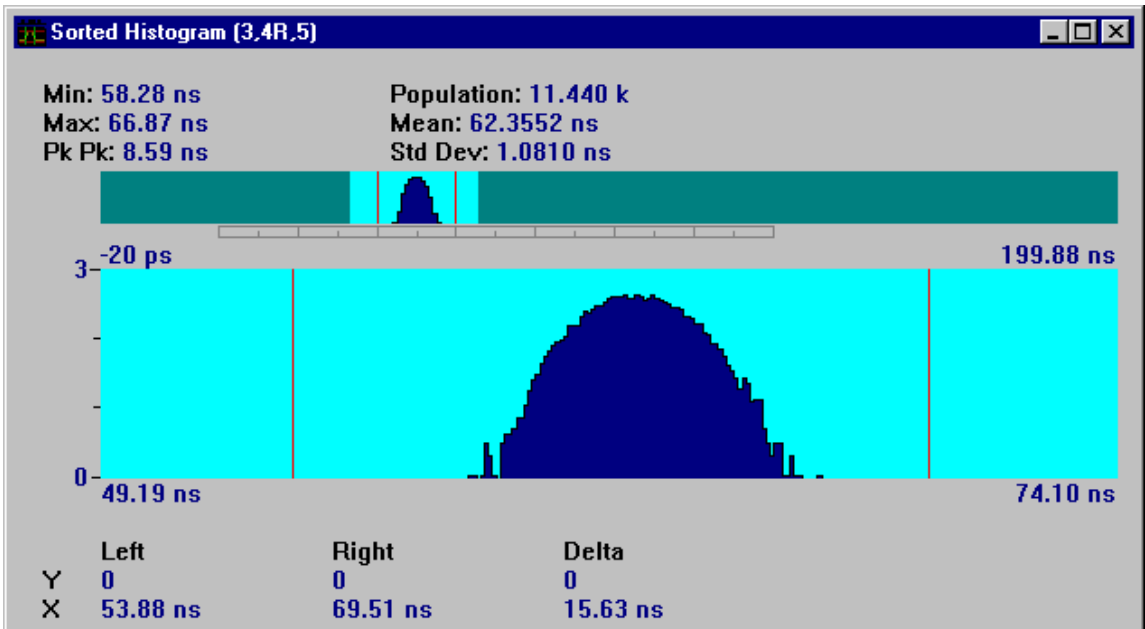 Sorted Histogram (3,4R,5)
Min: 58.28 ns Population: 11.440 k
Max: 66.87 ns Mean: 62.3552 ns
Pk Pk: 8.59 ns Std Dev: 1.0810 ns
-20 ps 199.88 ns
3
0
49.19 ns 74.10 ns
Left Right Delta
Y 0 0 0
X 53.88 ns 69.51 ns 15.63 ns